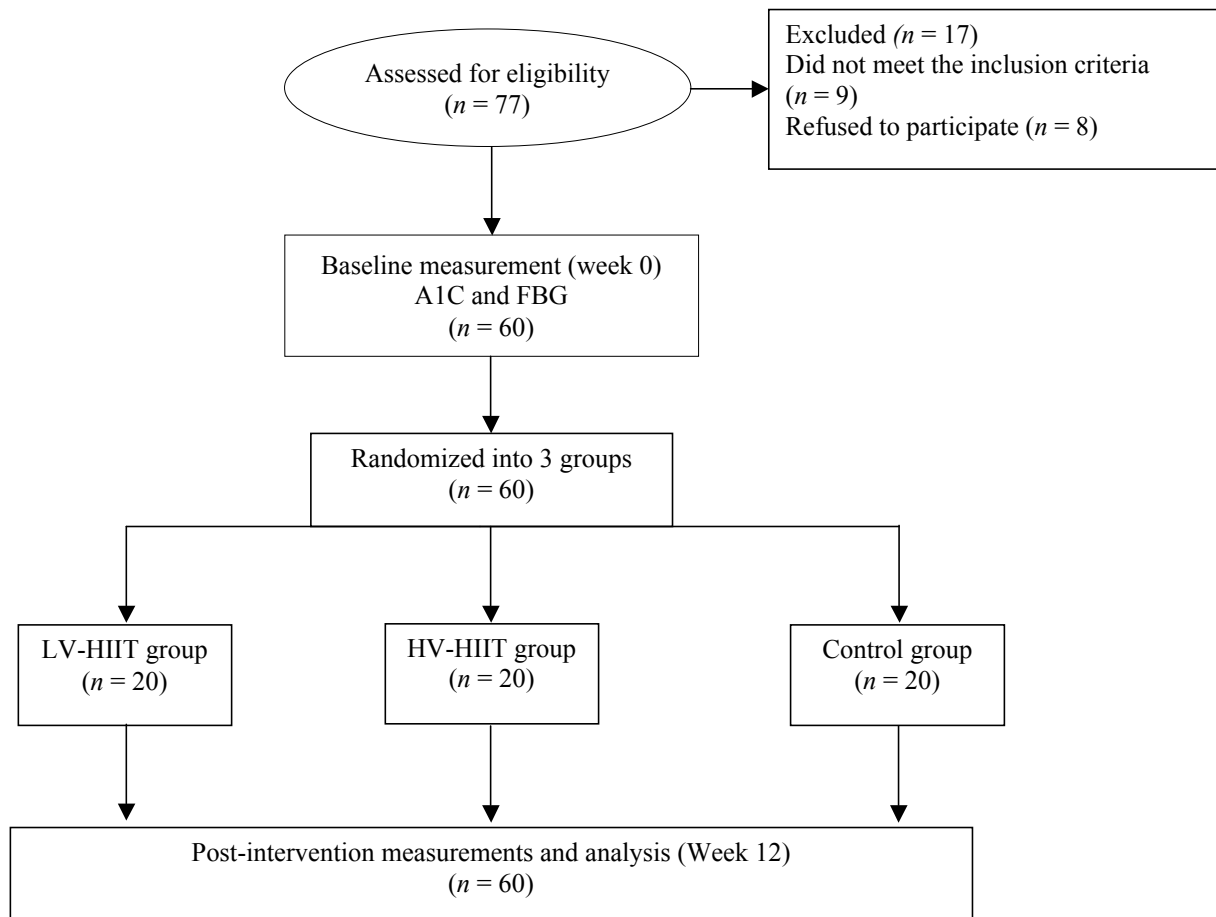 Assessed for eligibility
(n = 77)
Excluded (n = 17)
Did not meet the inclusion criteria
(n = 9)
Refused to participate (n = 8)
Baseline measurement (week 0)
A1C and FBG
(n = 60)
Randomized into 3 groups
(n = 60)
LV-HIIT group
(n = 20)
HV-HIIT group
(n = 20)
Control group
(n = 20)
Post-intervention measurements and analysis (Week 12)
(n = 60)